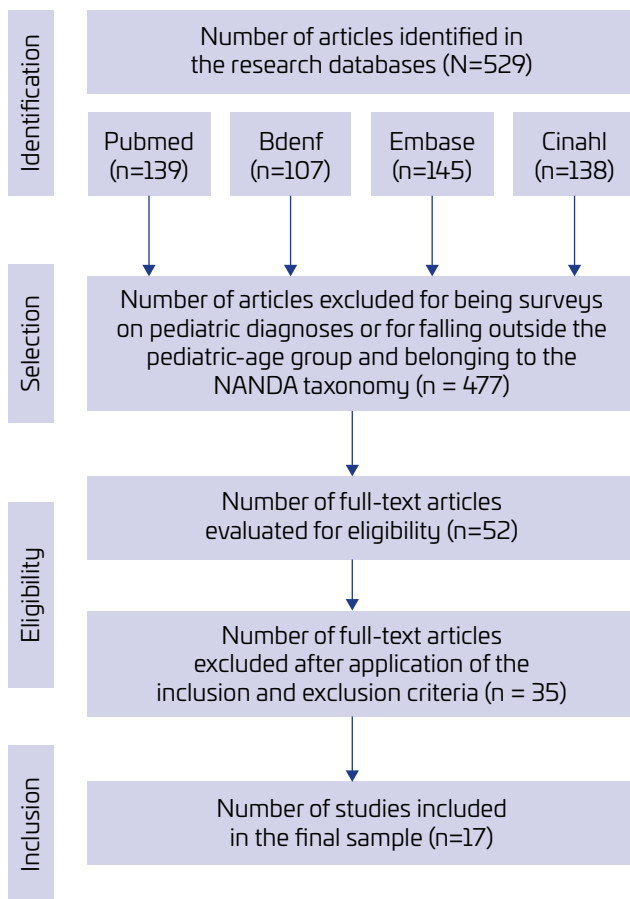 Identification
Number of articles identified in
the research databases (N=529)
Pubmed
(n=139)
Bdenf
(n=107)
Embase
(n=145)
Cinahl
(n=138)
Selection
Number of articles excluded for being surveys
on pediatric diagnoses or for falling outside the
pediatric-age group and belonging to the
NANDA taxonomy (n = 477)
Eligibility
Number of full-text articles
evaluated for eligibility (n=52)
Number of full-text articles
excluded after application of the
inclusion and exclusion criteria (n = 35)
Inclusion
Number of studies included
in the final sample (n=17)